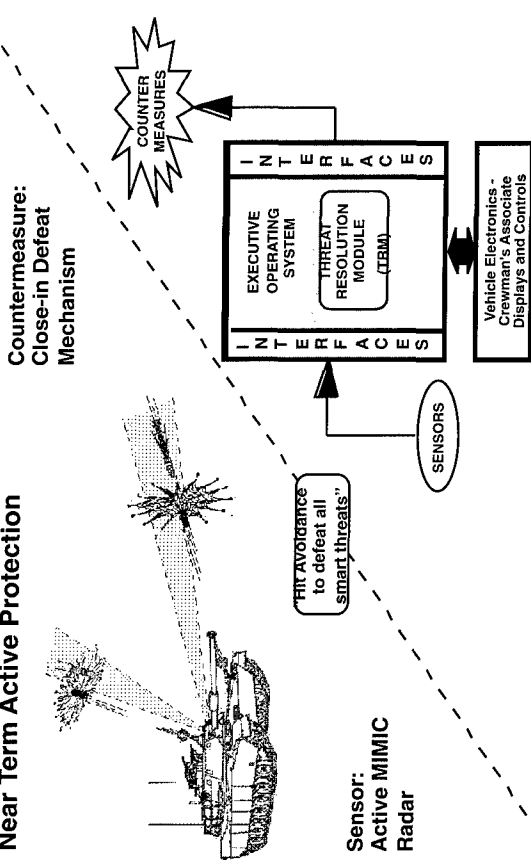 Near Term Active Protection
Countermeasure:
Close-in Defeat
Mechanism
COUNTER
MEASURES
Sensor:
Active MIMIC
Radar
"Hit Avoidance
to defeat all
smart threats"
SENSORS
INTERFACES
EXECUTIVE
OPERATING
SYSTEM
THREAT
RESOLUTION
MODULE
(TRM)
INTERFACES
Vehicle Electronics -
Crewman's Associate
Displays and Controls